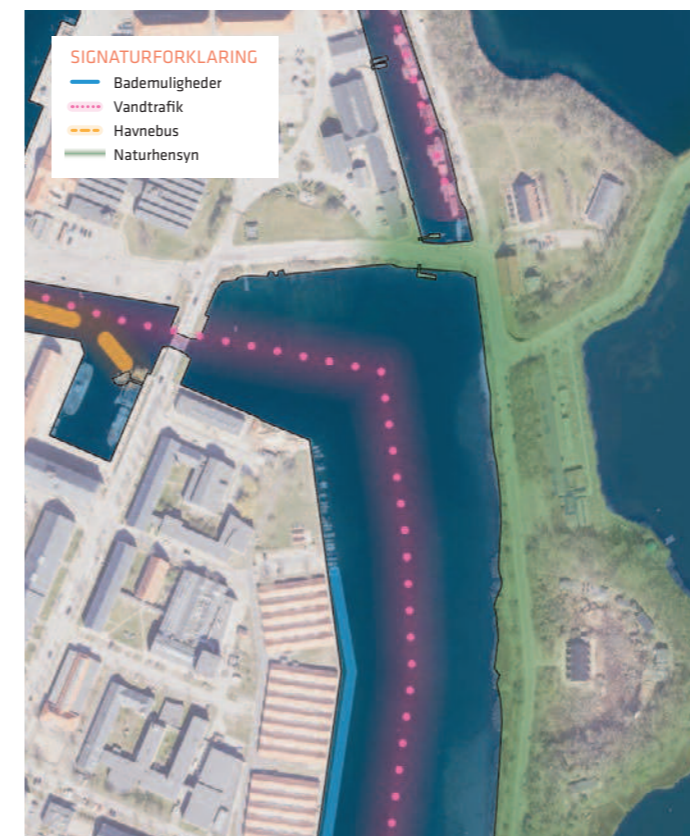 SIGNATURFORKLARING
Bademuligheder
Vandtrafik
Havnebus
Naturhensyn